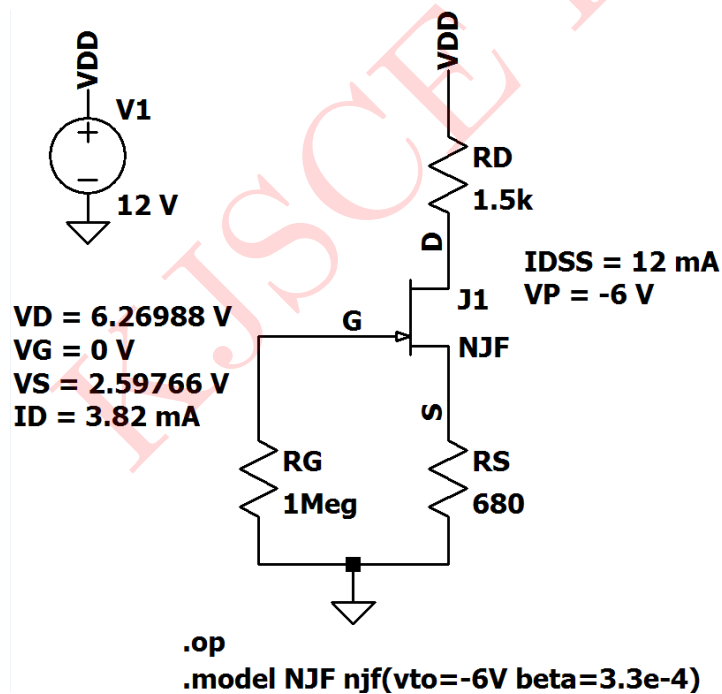 VDD
V1
+
−
12 V
VDD
RD
1.5k
D
IDSS = 12 mA
VP = -6 V
J1
NJF
G
VD = 6.26988 V
VG = 0 V
VS = 2.59766 V
ID = 3.82 mA
S
RG
1Meg
RS
680
.op
.model NJF njf(vto=-6V beta=3.3e-4)
KJSCE